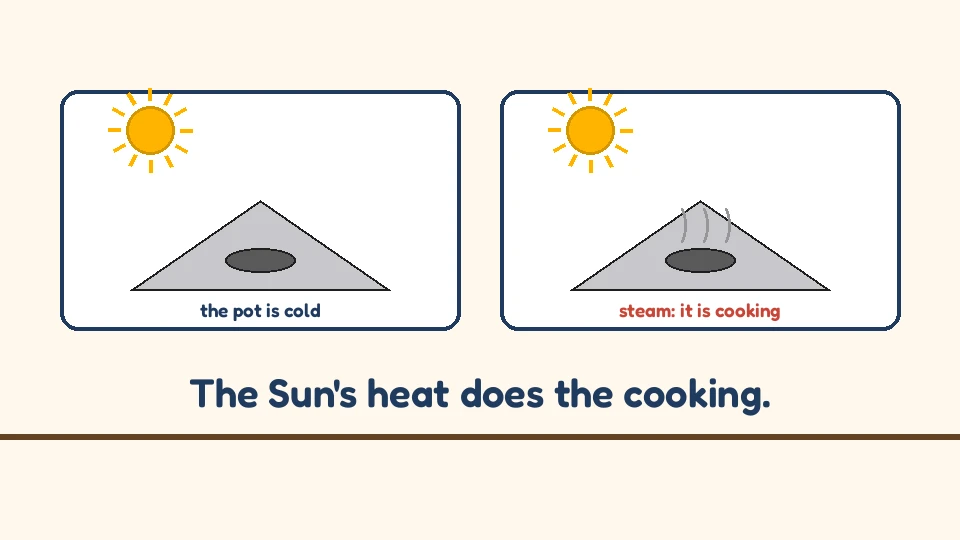 the pot is cold
steam: it is cooking
The Sun's heat does the cooking.